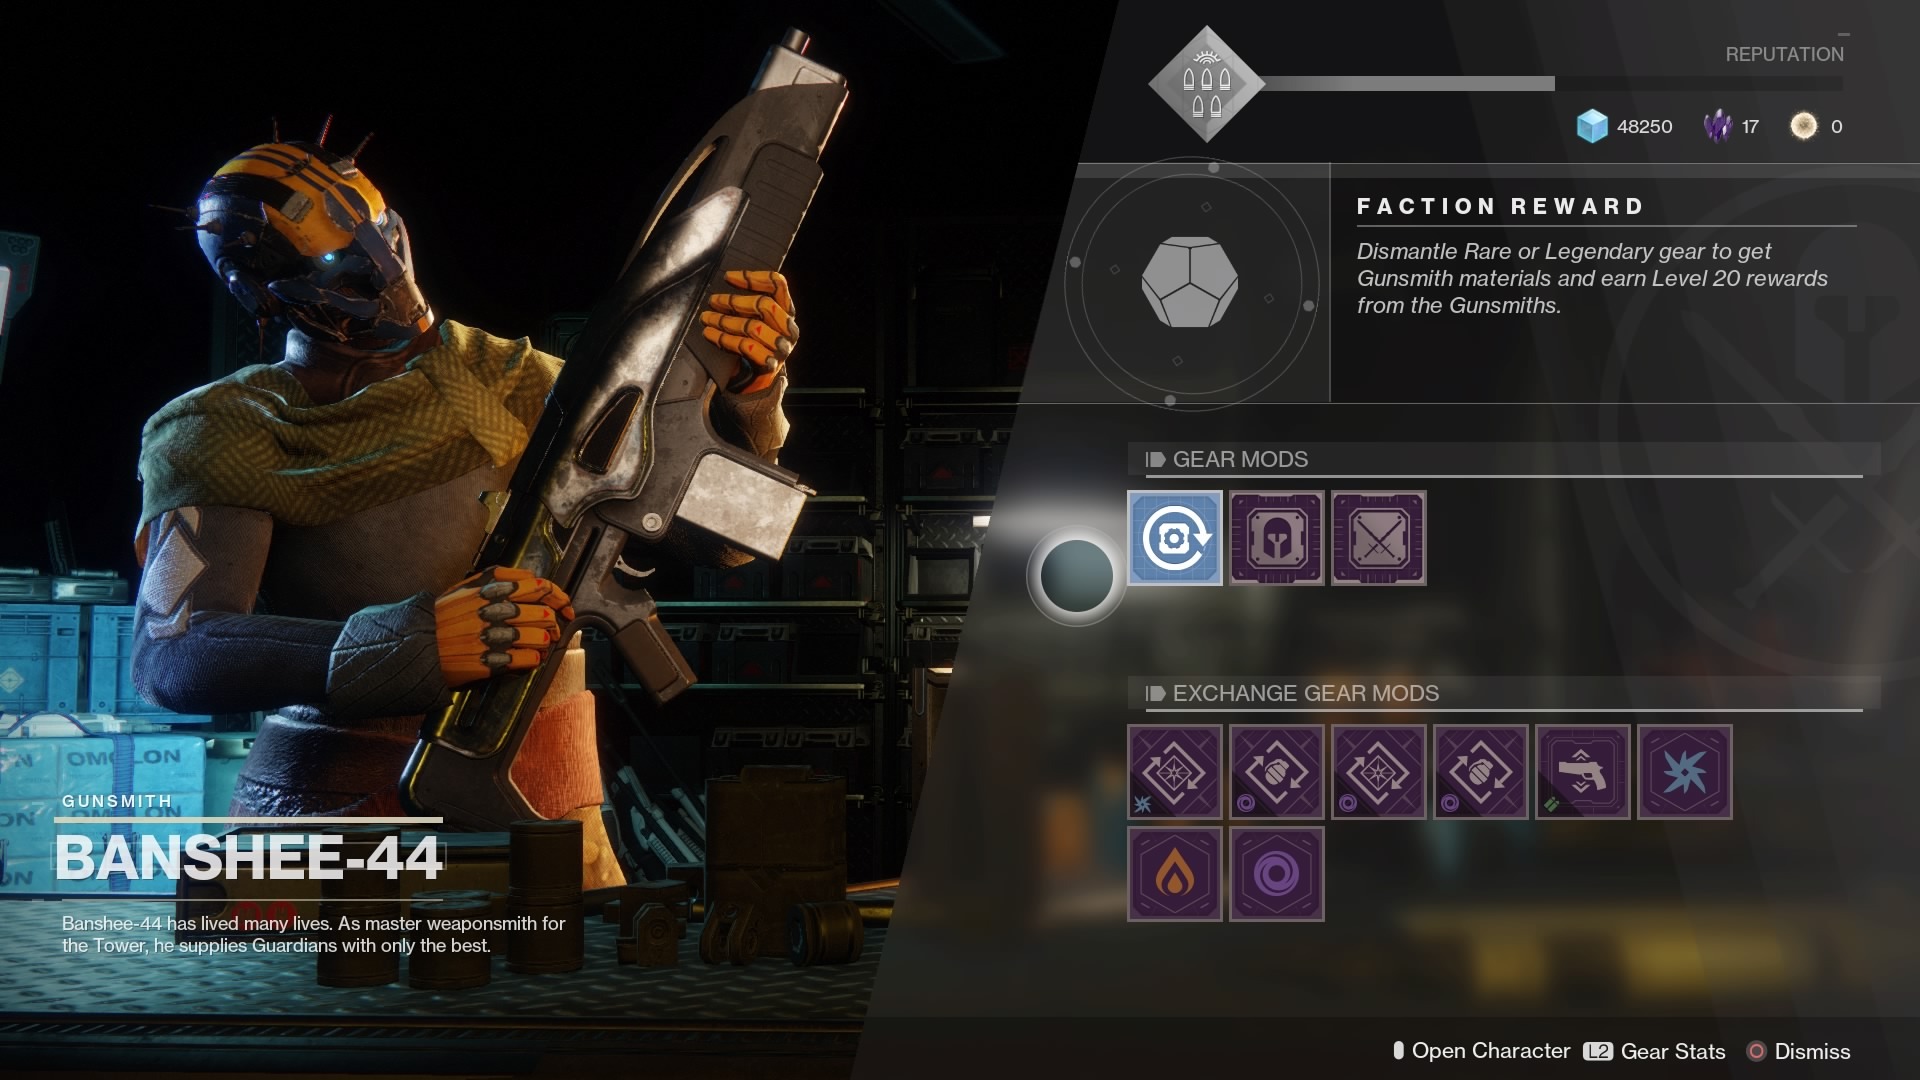 REPUTATION
48250 17 0
FACTION REWARD
Dismantle Rare or Legendary gear to get
Gunsmith materials and earn Level 20 rewards
from the Gunsmiths.
GEAR MODS
EXCHANGE GEAR MODS
OMOLON
GUNSMITH
BANSHEE-44
Banshee-44 has lived many lives. As master weaponsmith for
the Tower, he supplies Guardians with only the best.
Open Character L2 Gear Stats Dismiss